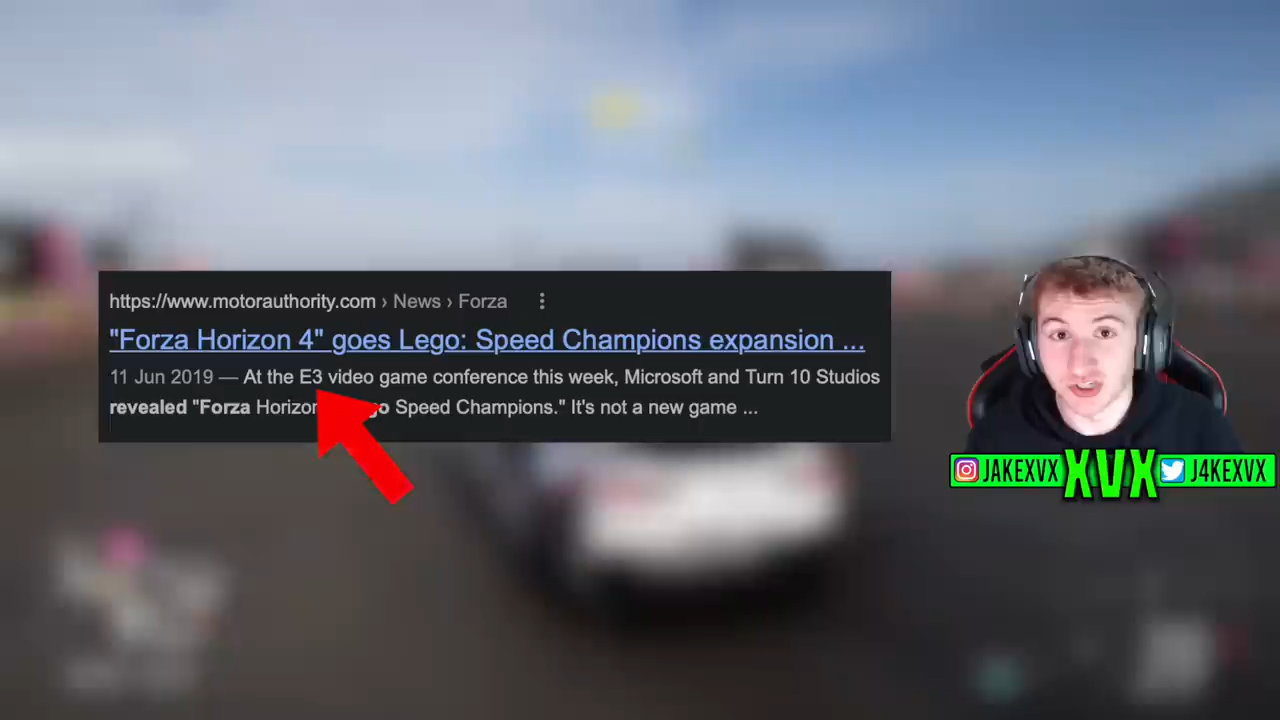 https://www.motorauthority.com › News › Forza
"Forza Horizon 4" goes Lego: Speed Champions expansion ...
11 Jun 2019 — At the E3 video game conference this week, Microsoft and Turn 10 Studios
revealed "Forza Horizon Speed Champions." It's not a new game ...
JAKEXVX XVX J4KEXVX